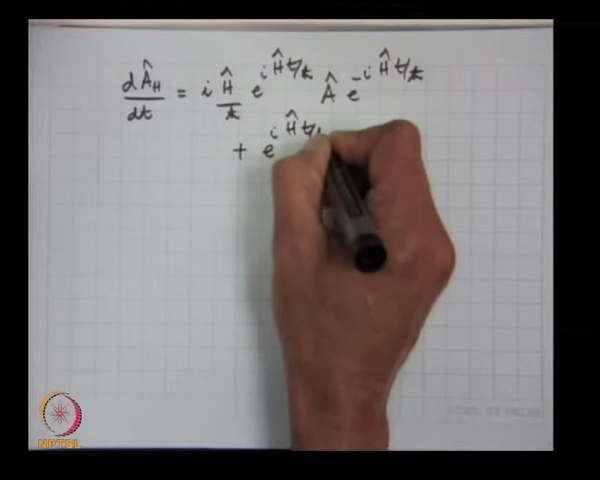 dÂ_H/dt = i Ĥ/ħ e^{iĤt/ħ} Â e^{-iĤt/ħ}
+ e^{iĤt/
NPTEL